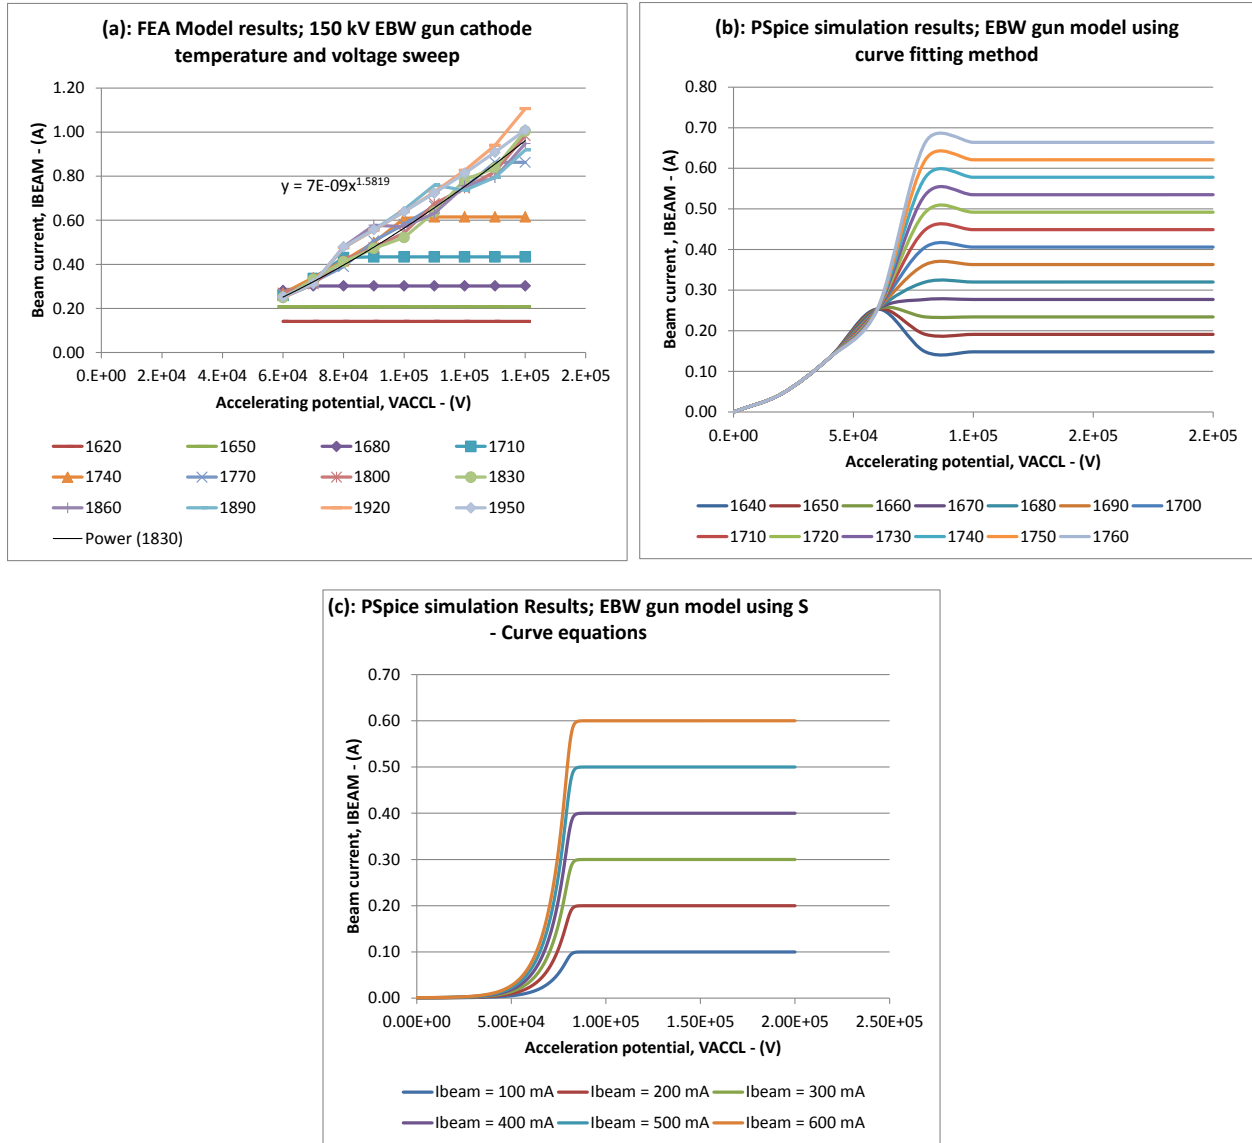 (a): FEA Model results; 150 kV EBW gun cathode
temperature and voltage sweep
Beam current, IBEAM - (A)
1.20
1.00
0.80
0.60
0.40
0.20
0.00
y = 7E-09x^1.5819
0.E+00 2.E+04 4.E+04 6.E+04 8.E+04 1.E+05 1.E+05 1.E+05 2.E+05
Accelerating potential, VACCL - (V)
1620 1650 1680 1710
1740 1770 1800 1830
1860 1890 1920 1950
Power (1830)
(b): PSpice simulation results; EBW gun model using
curve fitting method
Beam current , IBEAM - (A)
0.80
0.70
0.60
0.50
0.40
0.30
0.20
0.10
0.00
0.E+00 5.E+04 1.E+05 2.E+05 2.E+05
Accelerating potential, VACCL - (V)
1640 1650 1660 1670 1680 1690 1700
1710 1720 1730 1740 1750 1760
(c): PSpice simulation Results; EBW gun model using S
- Curve equations
Beam current, IBEAM - (A)
0.70
0.60
0.50
0.40
0.30
0.20
0.10
0.00
0.00E+00 5.00E+04 1.00E+05 1.50E+05 2.00E+05 2.50E+05
Acceleration potential, VACCL - (V)
Ibeam = 100 mA Ibeam = 200 mA Ibeam = 300 mA
Ibeam = 400 mA Ibeam = 500 mA Ibeam = 600 mA